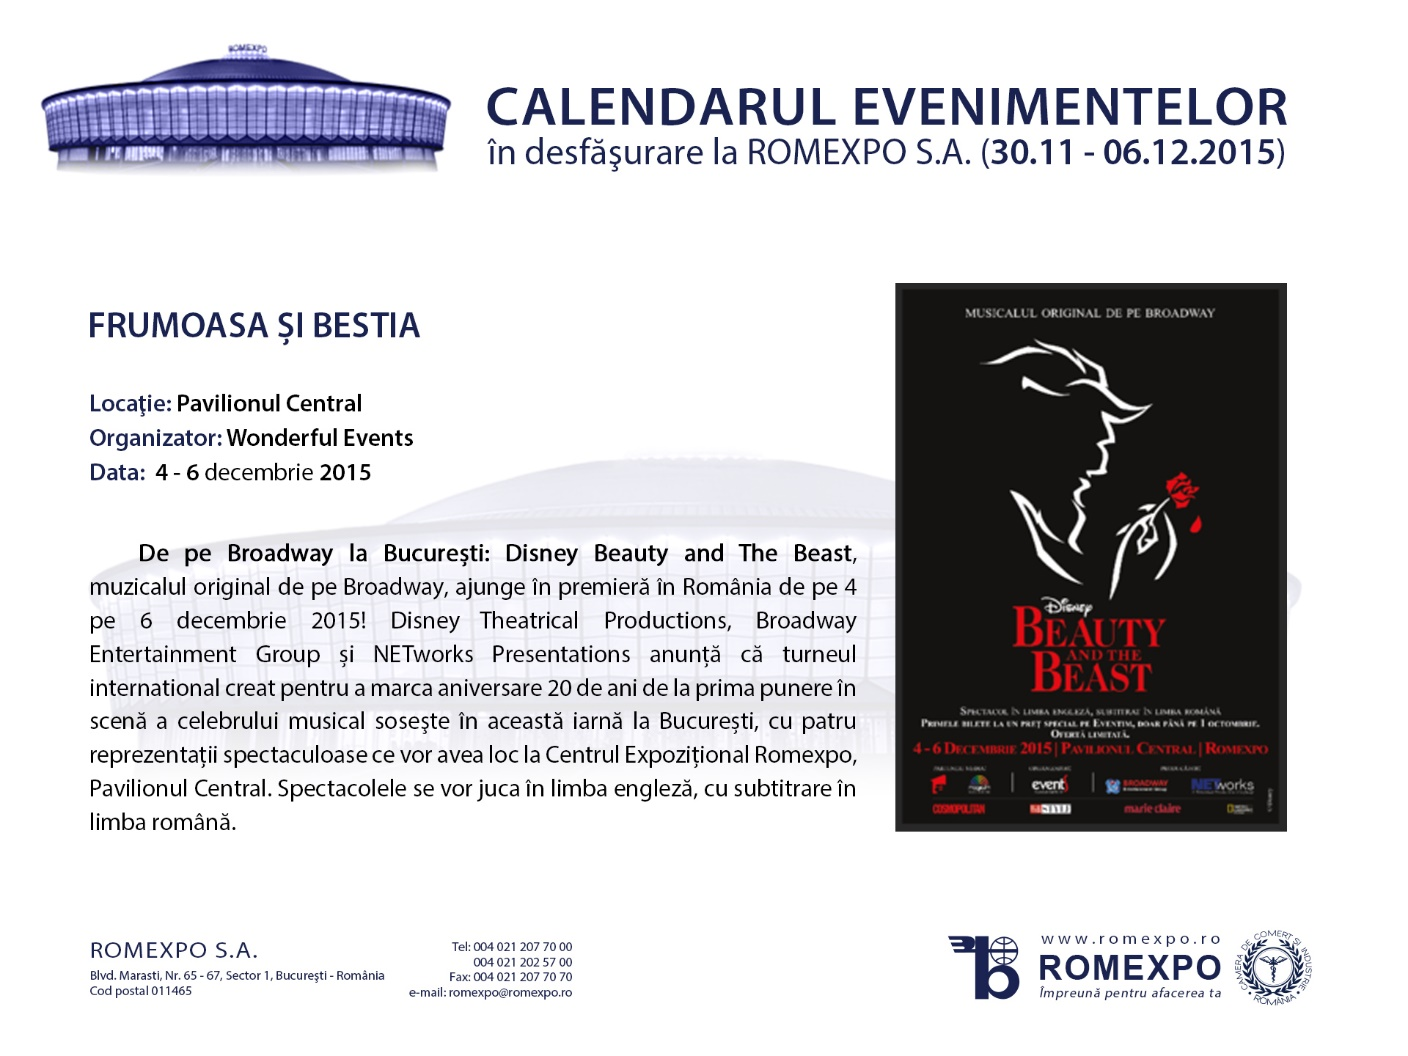 ROMEXPO
CALENDARUL EVENIMENTELOR
în desfăşurare la ROMEXPO S.A. (30.11 - 06.12.2015)
FRUMOASA ȘI BESTIA
Locaţie: Pavilionul Central
Organizator: Wonderful Events
Data: 4 - 6 decembrie 2015
De pe Broadway la București: Disney Beauty and The Beast,
muzicalul original de pe Broadway, ajunge în premieră în România de pe 4
pe 6 decembrie 2015! Disney Theatrical Productions, Broadway
Entertainment Group și NETworks Presentations anunță că turneul
international creat pentru a marca aniversare 20 de ani de la prima punere în
scenă a celebrului musical soseşte în această iarnă la București, cu patru
reprezentații spectaculoase ce vor avea loc la Centrul Expozițional Romexpo,
Pavilionul Central. Spectacolele se vor juca în limba engleză, cu subtitrare în
limba română.
MUSICALUL ORIGINAL DE PE BROADWAY
Disney
BEAUTY
AND THE
BEAST
SPECTACOL ÎN LIMBA ENGLEZĂ, SUBTITRAT ÎN LIMBA ROMÂNĂ
PRIMELE BILETE LA UN PREȚ SPECIAL PE EVENTIM, DOAR PÂNĂ PE 1 OCTOMBRIE.
OFERTĂ LIMITATĂ.
4 - 6 DECEMBRIE 2015 | PAVILIONUL CENTRAL | ROMEXPO
event BROADWAY NETworks
COSMOPOLITAN STYLE marie claire
ROMEXPO S.A.
Blvd. Marasti, Nr. 65 - 67, Sector 1, Bucureşti - România
Cod postal 011465
Tel: 004 021 207 70 00
004 021 202 57 00
Fax: 004 021 207 70 70
e-mail: romexpo@romexpo.ro
b
www.romexpo.ro
ROMEXPO
Împreună pentru afacerea ta
CAMERA DE COMERT SI INDUSTRIE
ROMÂNIA